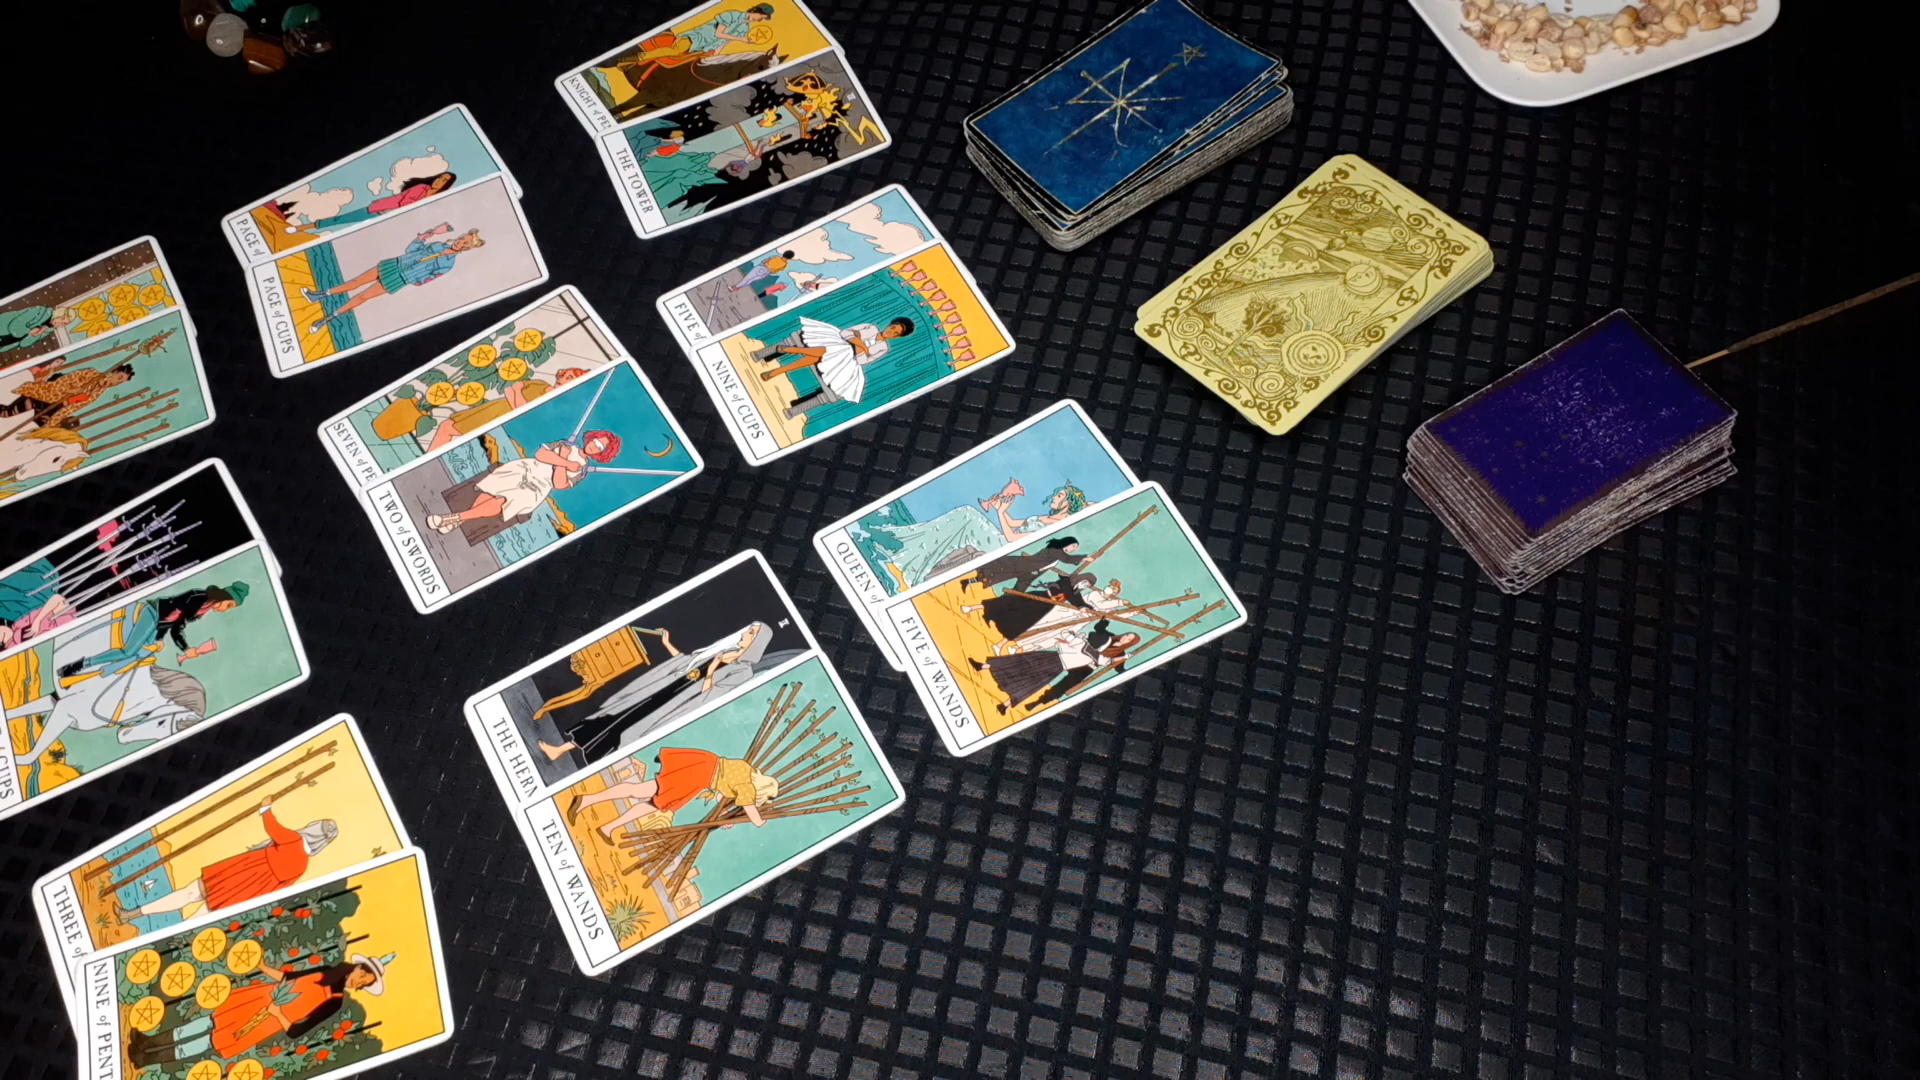 KNIGHT of PE
THE TOWER
PAGE of
PAGE of CUPS
FIVE of
NINE of CUPS
SEVEN of PE
TWO of SWORDS
QUEEN of
FIVE of WANDS
THE HERM
TEN of WANDS
CUPS
THREE of
NINE of PENT